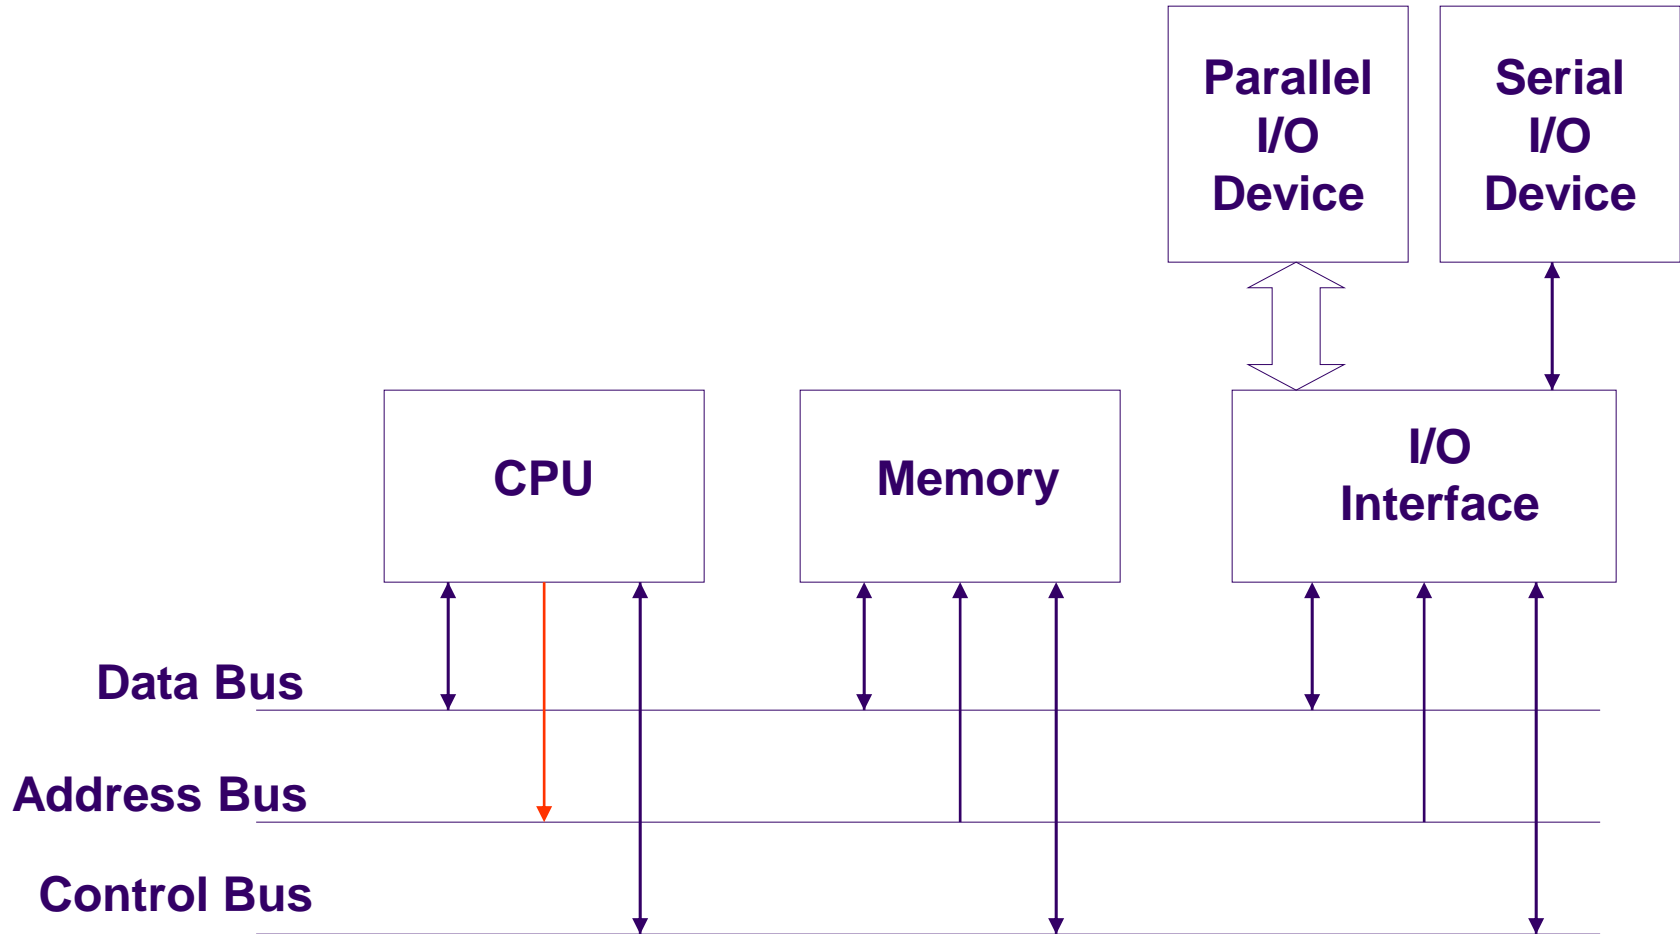 Parallel
I/O
Device
Serial
I/O
Device
CPU
Memory
I/O
Interface
Data Bus
Address Bus
Control Bus